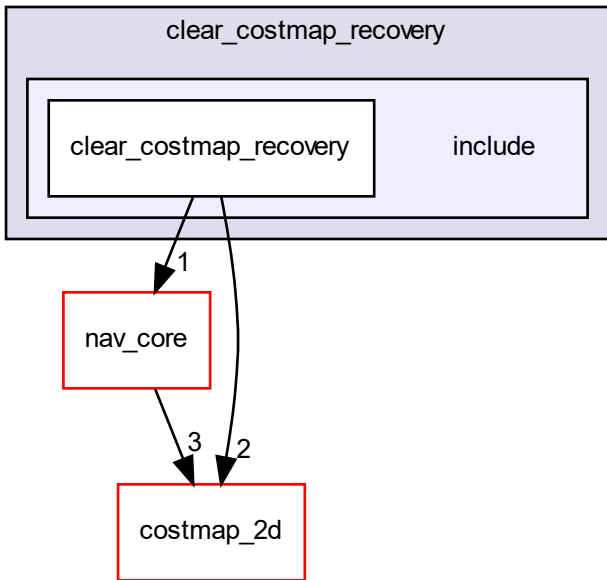 clear_costmap_recovery
clear_costmap_recovery
include
1
nav_core
3
2
costmap_2d